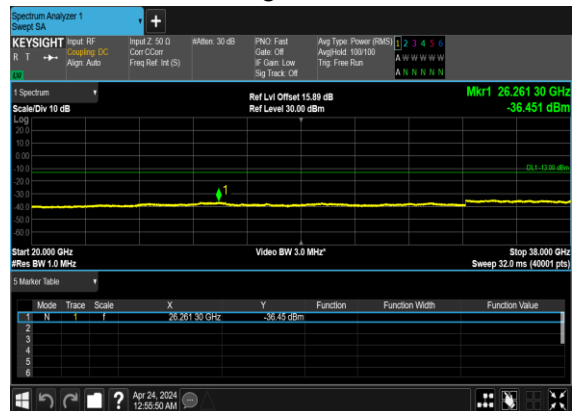 Spectrum Analyzer 1
Swept SA
+
KEYSIGHT Input: RF Input Z: 50 Ω #Atten: 30 dB PNO: Fast Avg Type: Power (RMS) 1 2 3 4 5 6
R T Coupling: DC Corr CCorr Gate: Off Avg|Hold: 100/100 A W W W W W
Align: Auto Freq Ref: Int (S) IF Gain: Low Trig: Free Run
LW Sig Track: Off A N N N N N
1 Spectrum Ref Lvl Offset 15.89 dB Mkr1 26.261 30 GHz
Scale/Div 10 dB Ref Level 30.00 dBm -36.451 dBm
Log
20.0
10.0
0.00
-10.0
DL1 -13.00 dBm
-20.0
-30.0
1
-40.0
-50.0
-60.0
Start 20.000 GHz Video BW 3.0 MHz* Stop 38.000 GHz
#Res BW 1.0 MHz Sweep 32.0 ms (40001 pts)
5 Marker Table
Mode Trace Scale X Y Function Function Width Function Value
1 N 1 f 26.261 30 GHz -36.45 dBm
2
3
4
5
6
? Apr 24, 2024
12:55:50 AM